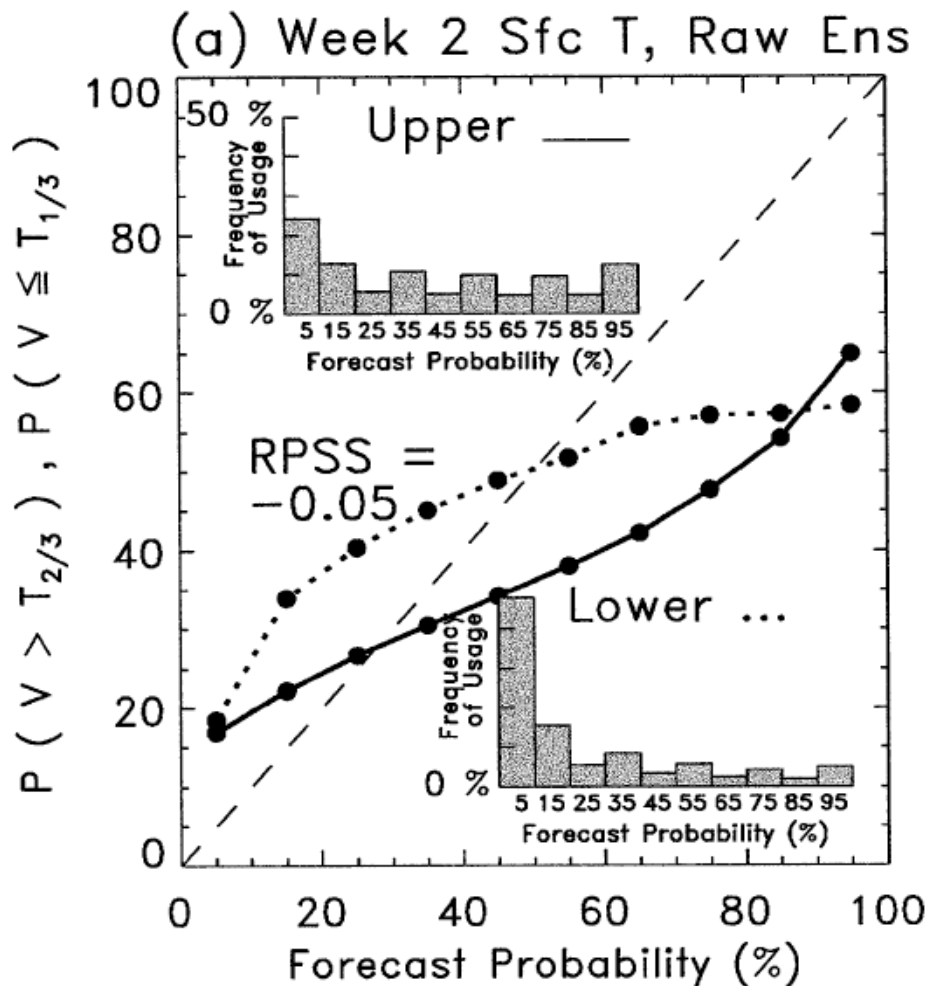 (a) Week 2 Sfc T, Raw Ens
P ( V > T2/3 ) , P ( V ≦ T1/3 )
100
80
60
40
20
0
50 %
0 %
Frequency
of Usage
Upper
5 15 25 35 45 55 65 75 85 95
Forecast Probability (%)
RPSS =
-0.05
Lower
Frequency
of Usage
0 %
5 15 25 35 45 55 65 75 85 95
Forecast Probability (%)
0 20 40 60 80 100
Forecast Probability (%)